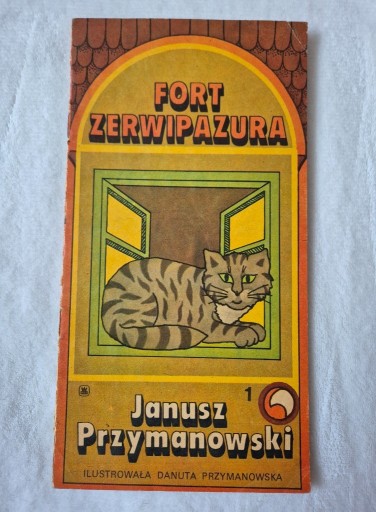 FORT
ZERWIPAZURA
1
Janusz
Przymanowski
ILUSTROWAŁA DANUTA PRZYMANOWSKA